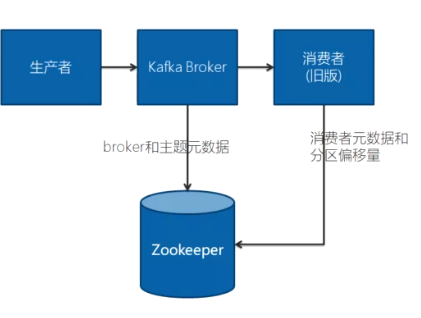 生产者
Kafka Broker
消费者
(旧版)
broker和主题元数据
消费者元数据和
分区偏移量
Zookeeper